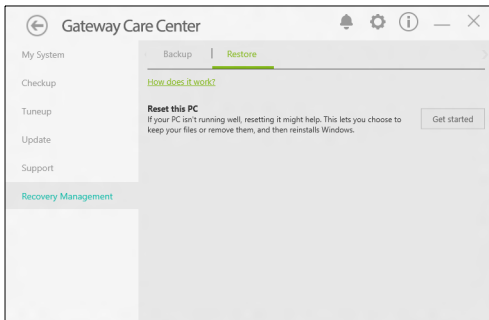 Gateway Care Center
My System
Checkup
Tuneup
Update
Support
Recovery Management
Backup
Restore
How does it work?
Reset this PC
If your PC isn't running well, resetting it might help. This lets you choose to
keep your files or remove them, and then reinstalls Windows.
Get started